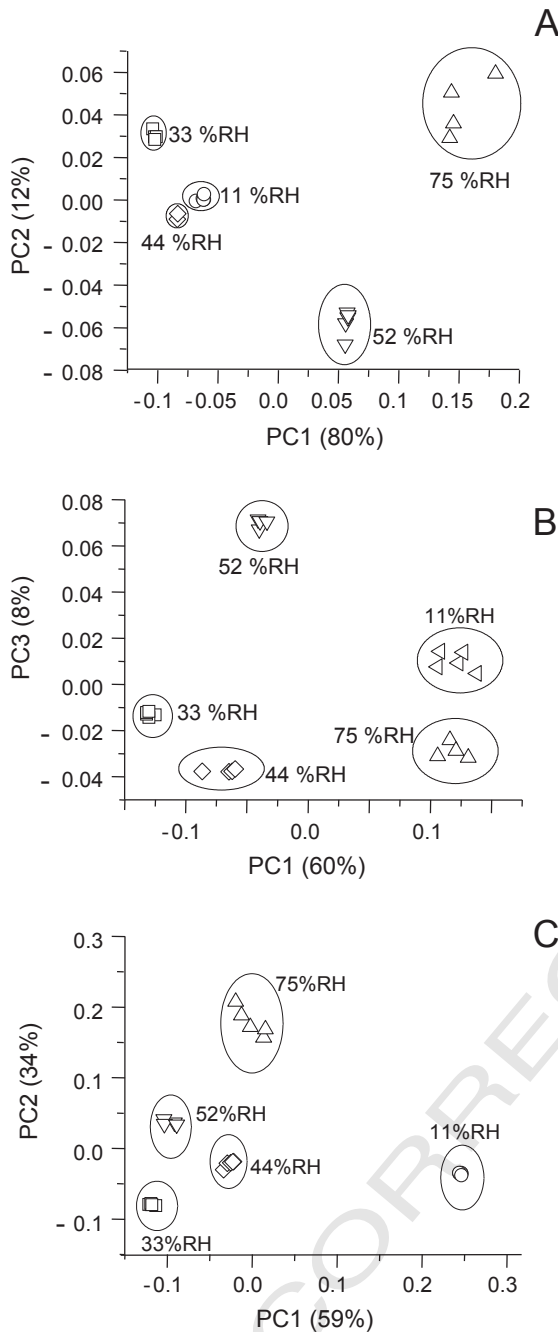 A
0.06
0.04
0.02
0.00
- 0.02
- 0.04
- 0.06
- 0.08
PC2 (12%)
33 %RH
11 %RH
44 %RH
75 %RH
52 %RH
-0.1
-0.05
0.0
0.05
0.1
0.15
0.2
PC1 (80%)
B
0.08
0.06
0.04
0.02
0.00
- 0.02
- 0.04
PC3 (8%)
52 %RH
11%RH
33 %RH
75 %RH
44 %RH
-0.1
0.0
0.1
PC1 (60%)
C
0.3
0.2
0.1
0.0
- 0.1
PC2 (34%)
75%RH
52%RH
44%RH
11%RH
33%RH
-0.1
0.0
0.1
0.2
0.3
PC1 (59%)
CORREC